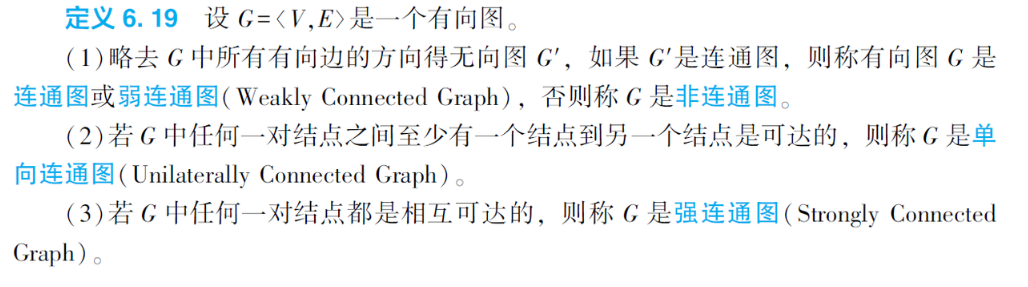 定义 6.19 设 G=⟨V,E⟩是一个有向图。
(1)略去 G 中所有有向边的方向得无向图 G′，如果 G′是连通图，则称有向图 G 是
连通图或弱连通图(Weakly Connected Graph)，否则称 G 是非连通图。
(2)若 G 中任何一对结点之间至少有一个结点到另一个结点是可达的，则称 G 是单
向连通图(Unilaterally Connected Graph)。
(3)若 G 中任何一对结点都是相互可达的，则称 G 是强连通图(Strongly Connected
Graph)。